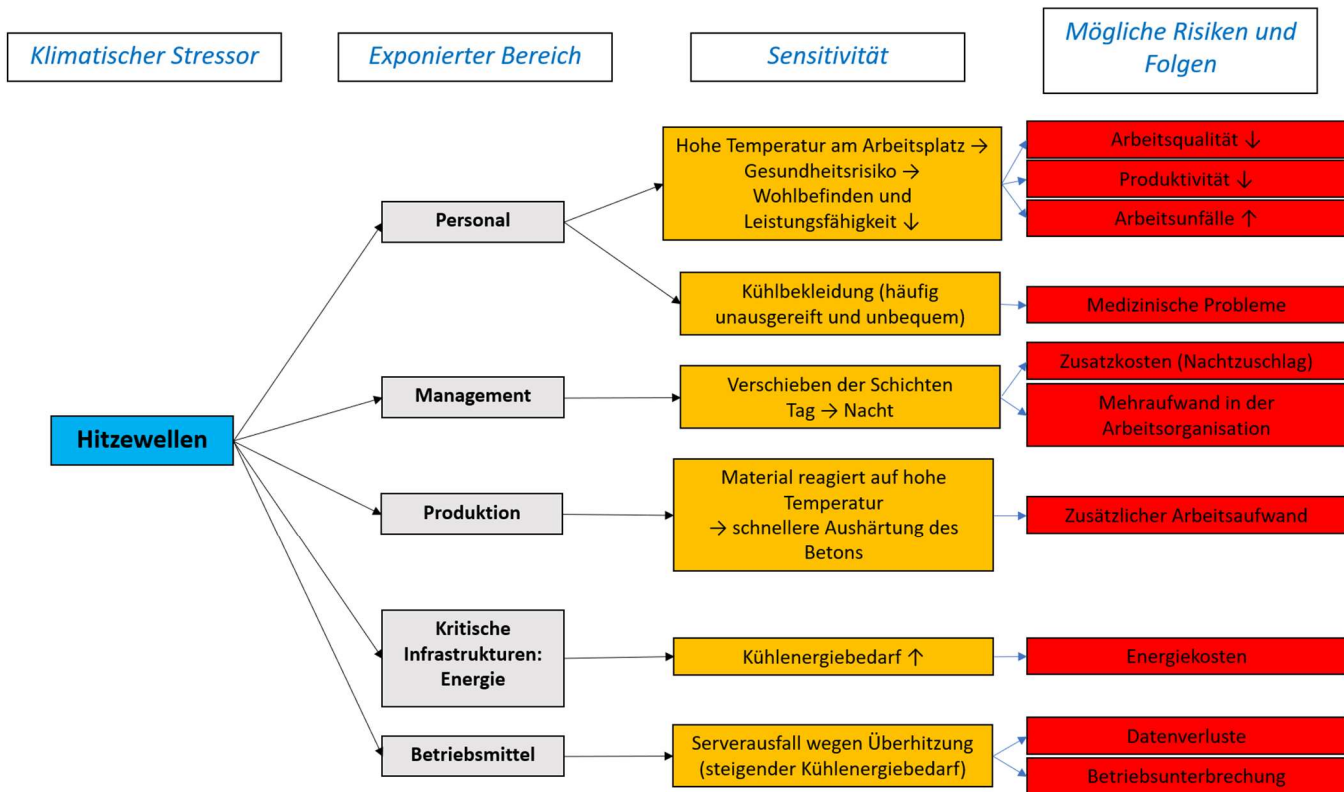 Klimatischer Stressor
Exponierter Bereich
Sensitivität
Mögliche Risiken und
Folgen
Hitzewellen
Personal
Hohe Temperatur am Arbeitsplatz →
Gesundheitsrisiko →
Wohlbefinden und
Leistungsfähigkeit ↓
Arbeitsqualität ↓
Produktivität ↓
Arbeitsunfälle ↑
Kühlbekleidung (häufig
unausgereift und unbequem)
Medizinische Probleme
Management
Verschieben der Schichten
Tag → Nacht
Zusatzkosten (Nachtzuschlag)
Mehraufwand in der
Arbeitsorganisation
Produktion
Material reagiert auf hohe
Temperatur
→ schnellere Aushärtung des
Betons
Zusätzlicher Arbeitsaufwand
Kritische
Infrastrukturen:
Energie
Kühlenergiebedarf ↑
Energiekosten
Betriebsmittel
Serverausfall wegen Überhitzung
(steigender Kühlenergiebedarf)
Datenverluste
Betriebsunterbrechung